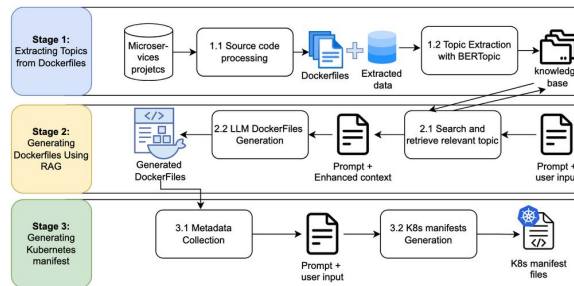 Stage 1:
Extracting Topics
from Dockerfiles
Microser-
vices
projetcs
1.1 Source code
processing
Dockerfiles
Extracted
data
1.2 Topic Extraction
with BERTopic
knowledge
base
Stage 2:
Generating
Dockerfiles Using
RAG
Generated
DockerFiles
2.2 LLM DockerFiles
Generation
Prompt +
Enhanced context
2.1 Search and
retrieve relevant topic
Prompt +
user input
Stage 3:
Generating
Kubernetes
manifest
3.1 Metadata
Collection
Prompt +
user input
3.2 K8s manifests
Generation
K8s manifest
files